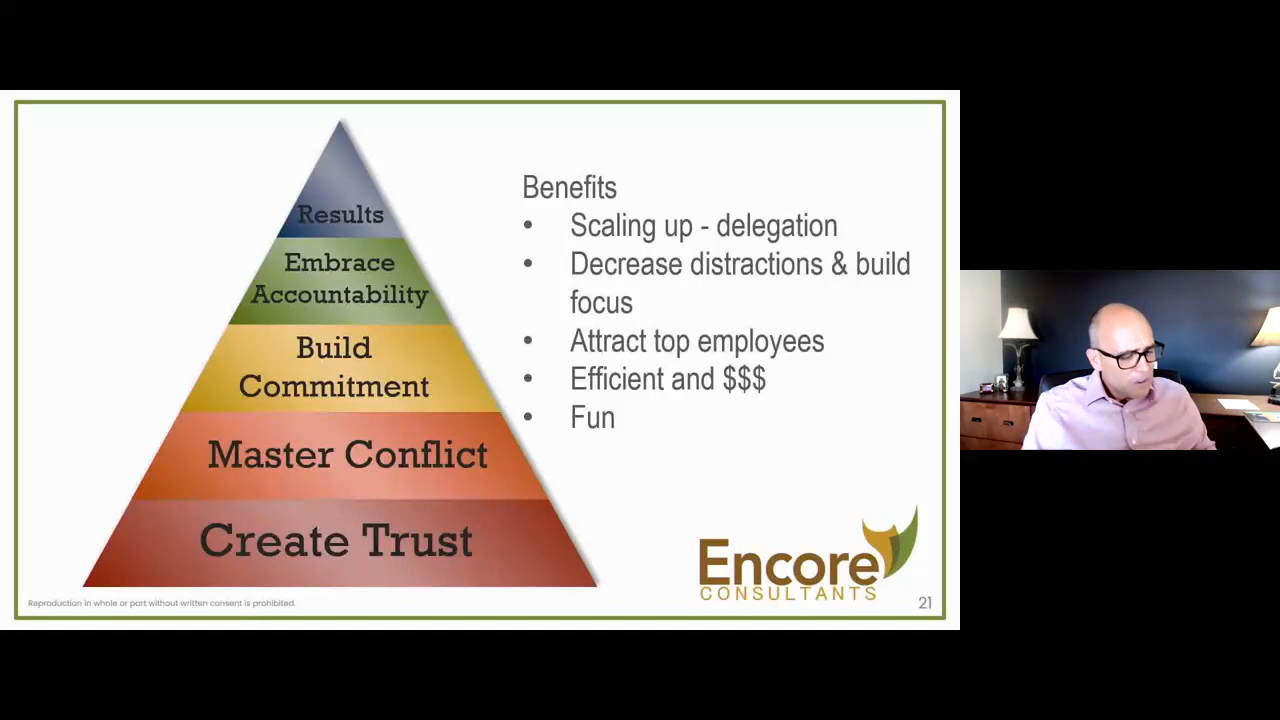 Results
Embrace
Accountability
Build
Commitment
Master Conflict
Create Trust
Benefits
• Scaling up - delegation
• Decrease distractions & build
focus
• Attract top employees
• Efficient and $$$
• Fun
Encore
CONSULTANTS
Reproduction in whole or part without written consent is prohibited.
21